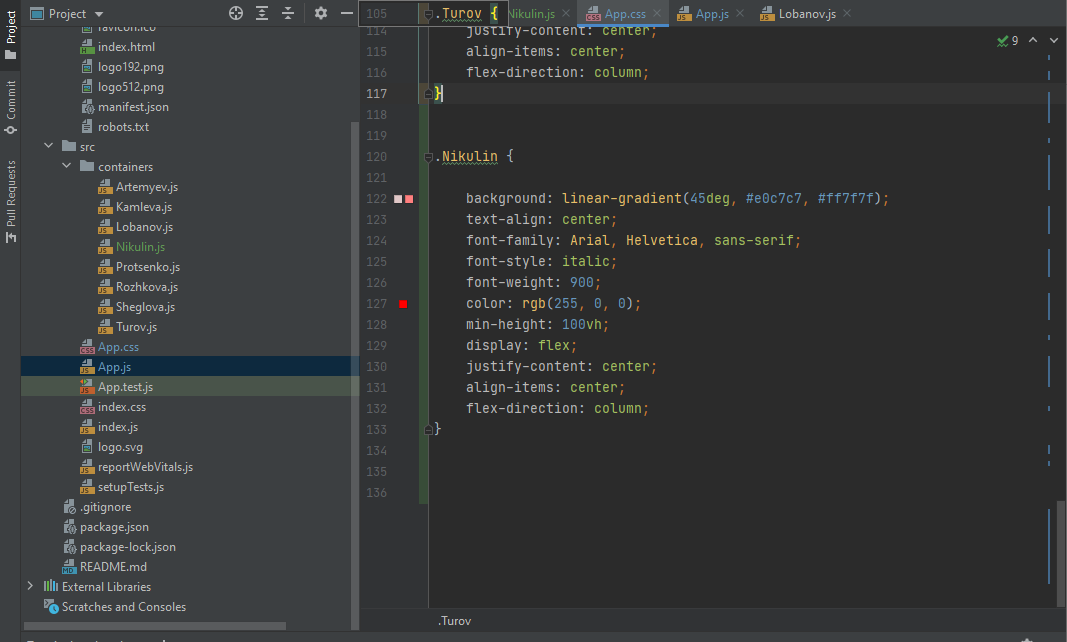 Project
Commit
Pull Requests
Project
favicon.ico
index.html
logo192.png
logo512.png
manifest.json
robots.txt
src
containers
Artemyev.js
Kamleva.js
Lobanov.js
Nikulin.js
Protsenko.js
Rozhkova.js
Sheglova.js
Turov.js
App.css
App.js
App.test.js
index.css
index.js
logo.svg
reportWebVitals.js
setupTests.js
.gitignore
package.json
package-lock.json
README.md
External Libraries
Scratches and Consoles
Nikulin.js App.css App.js Lobanov.js
105 .Turov {
9
114 justify-content: center;
115 align-items: center;
116 flex-direction: column;
117 }
118
119
120 .Nikulin {
121
122 background: linear-gradient(45deg, #e0c7c7, #ff7f7f);
123 text-align: center;
124 font-family: Arial, Helvetica, sans-serif;
125 font-style: italic;
126 font-weight: 900;
127 color: rgb(255, 0, 0);
128 min-height: 100vh;
129 display: flex;
130 justify-content: center;
131 align-items: center;
132 flex-direction: column;
133 }
134
135
136
.Turov